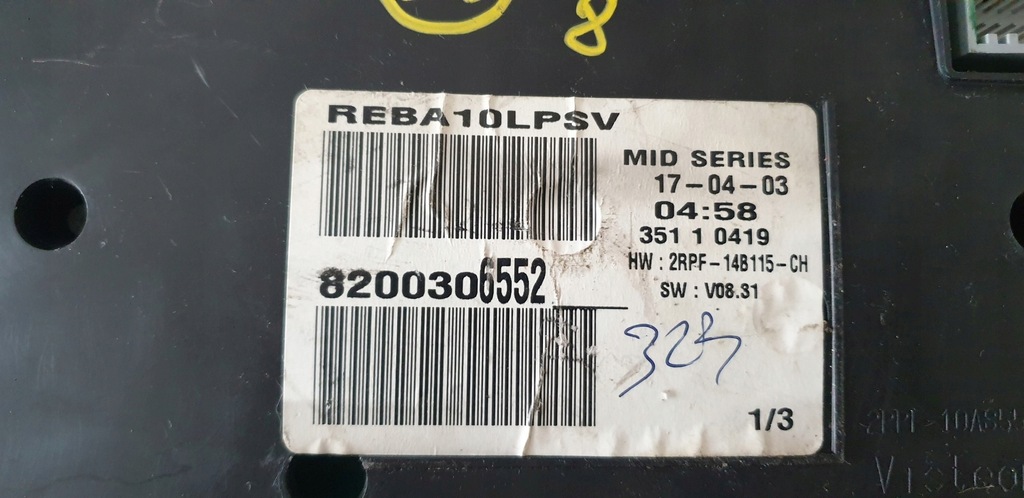 8
REBA10LPSV
MID SERIES
17-04-03
04:58
351 1 0419
HW : 2RPF-14B115-CH
SW : V08.31
8200306552
1/3